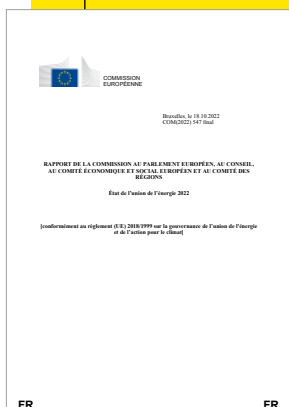 COMMISSION
EUROPÉENNE
Bruxelles, le 18.10.2022
COM(2022) 547 final
RAPPORT DE LA COMMISSION AU PARLEMENT EUROPÉEN, AU CONSEIL,
AU COMITÉ ÉCONOMIQUE ET SOCIAL EUROPÉEN ET AU COMITÉ DES
RÉGIONS
État de l'union de l'énergie 2022
[conformément au règlement (UE) 2018/1999 sur la gouvernance de l'union de l'énergie
et de l'action pour le climat]
FR FR